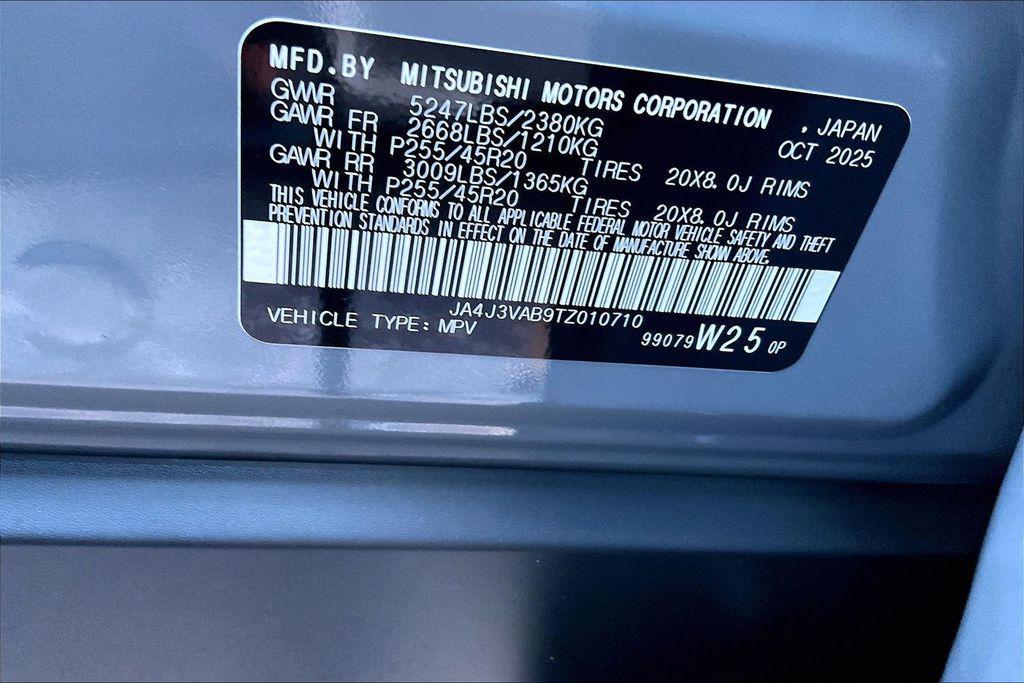 MFD.BY MITSUBISHI MOTORS CORPORATION , JAPAN
GVWR 5247LBS/2380KG OCT 2025
GAWR FR 2668LBS/1210KG
WITH P255/45R20 TIRES 20X8.0J RIMS
GAWR RR 3009LBS/1365KG
WITH P255/45R20 TIRES 20X8.0J RIMS
THIS VEHICLE CONFORMS TO ALL APPLICABLE FEDERAL MOTOR VEHICLE SAFETY AND THEFT
PREVENTION STANDARDS IN EFFECT ON THE DATE OF MANUFACTURE SHOWN ABOVE.
JA4J3VAB9TZ010710
VEHICLE TYPE: MPV 99079 W25 0P